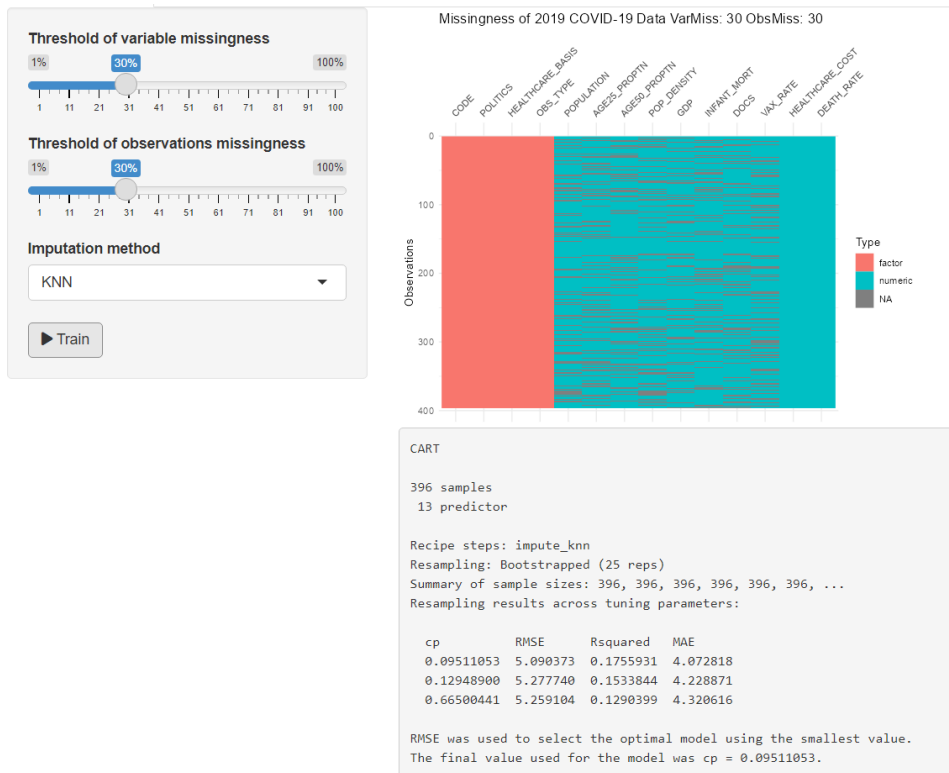 Threshold of variable missingness
1% 30% 100%
1 11 21 31 41 51 61 71 81 91 100
Threshold of observations missingness
1% 30% 100%
1 11 21 31 41 51 61 71 81 91 100
Imputation method
KNN
Train
Missingness of 2019 COVID-19 Data VarMiss: 30 ObsMiss: 30
CODE
POLITICS
HEALTHCARE_BASIS
OBS_TYPE
POPULATION
AGE25_PROPTN
AGE50_PROPTN
POP_DENSITY
GDP
INFANT_MORT
DOCS
VAX_RATE
HEALTHCARE_COST
DEATH_RATE
0
100
200
300
400
Observations
Type
factor
numeric
NA
CART
396 samples
13 predictor
Recipe steps: impute_knn
Resampling: Bootstrapped (25 reps)
Summary of sample sizes: 396, 396, 396, 396, 396, 396, ...
Resampling results across tuning parameters:
cp RMSE Rsquared MAE
0.09511053 5.090373 0.1755931 4.072818
0.12948900 5.277740 0.1533844 4.228871
0.66500441 5.259104 0.1290399 4.320616
RMSE was used to select the optimal model using the smallest value.
The final value used for the model was cp = 0.09511053.